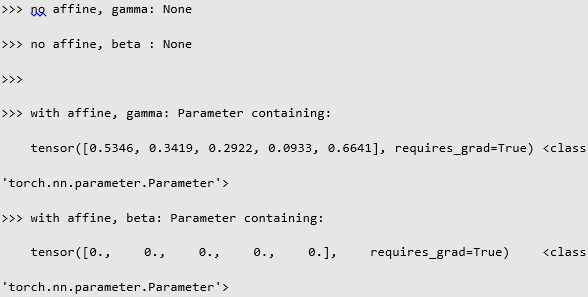 >>> no affine, gamma: None
>>> no affine, beta : None
>>>
>>> with affine, gamma: Parameter containing:
tensor([0.5346, 0.3419, 0.2922, 0.0933, 0.6641], requires_grad=True) <class
'torch.nn.parameter.Parameter'>
>>> with affine, beta: Parameter containing:
tensor([0., 0., 0., 0., 0.], requires_grad=True) <class
'torch.nn.parameter.Parameter'>